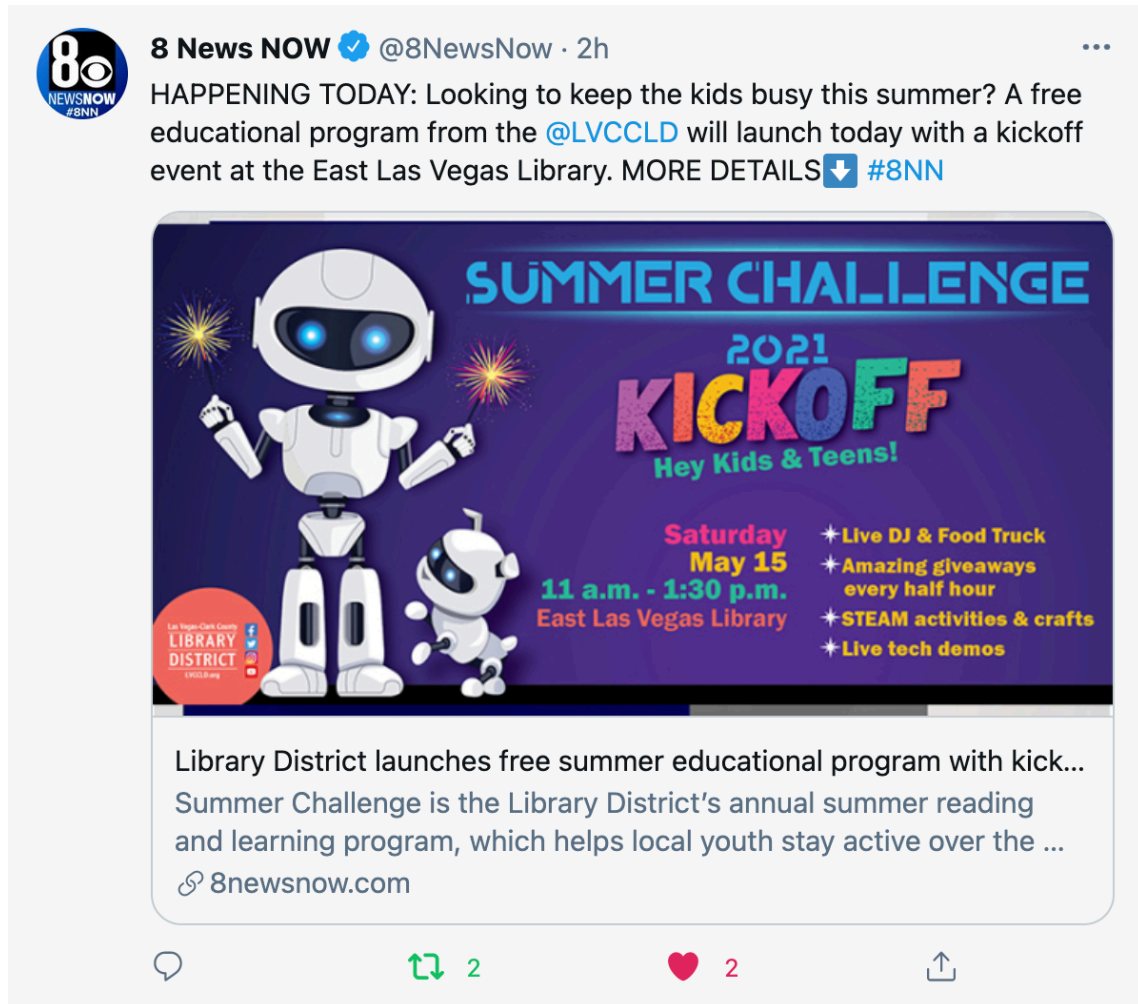 8 News NOW @8NewsNow · 2h
HAPPENING TODAY: Looking to keep the kids busy this summer? A free
educational program from the @LVCCLD will launch today with a kickoff
event at the East Las Vegas Library. MORE DETAILS⬇️ #8NN
8
NEWSNOW
#8NN
SUMMER CHALLENGE
2021
KICKOFF
Hey Kids & Teens!
Saturday
May 15
11 a.m. - 1:30 p.m.
East Las Vegas Library
Live DJ & Food Truck
Amazing giveaways
every half hour
STEAM activities & crafts
Live tech demos
Las Vegas-Clark County
LIBRARY
DISTRICT
LVCCLD.org
Library District launches free summer educational program with kick...
Summer Challenge is the Library District’s annual summer reading
and learning program, which helps local youth stay active over the ...
8newsnow.com
2 2